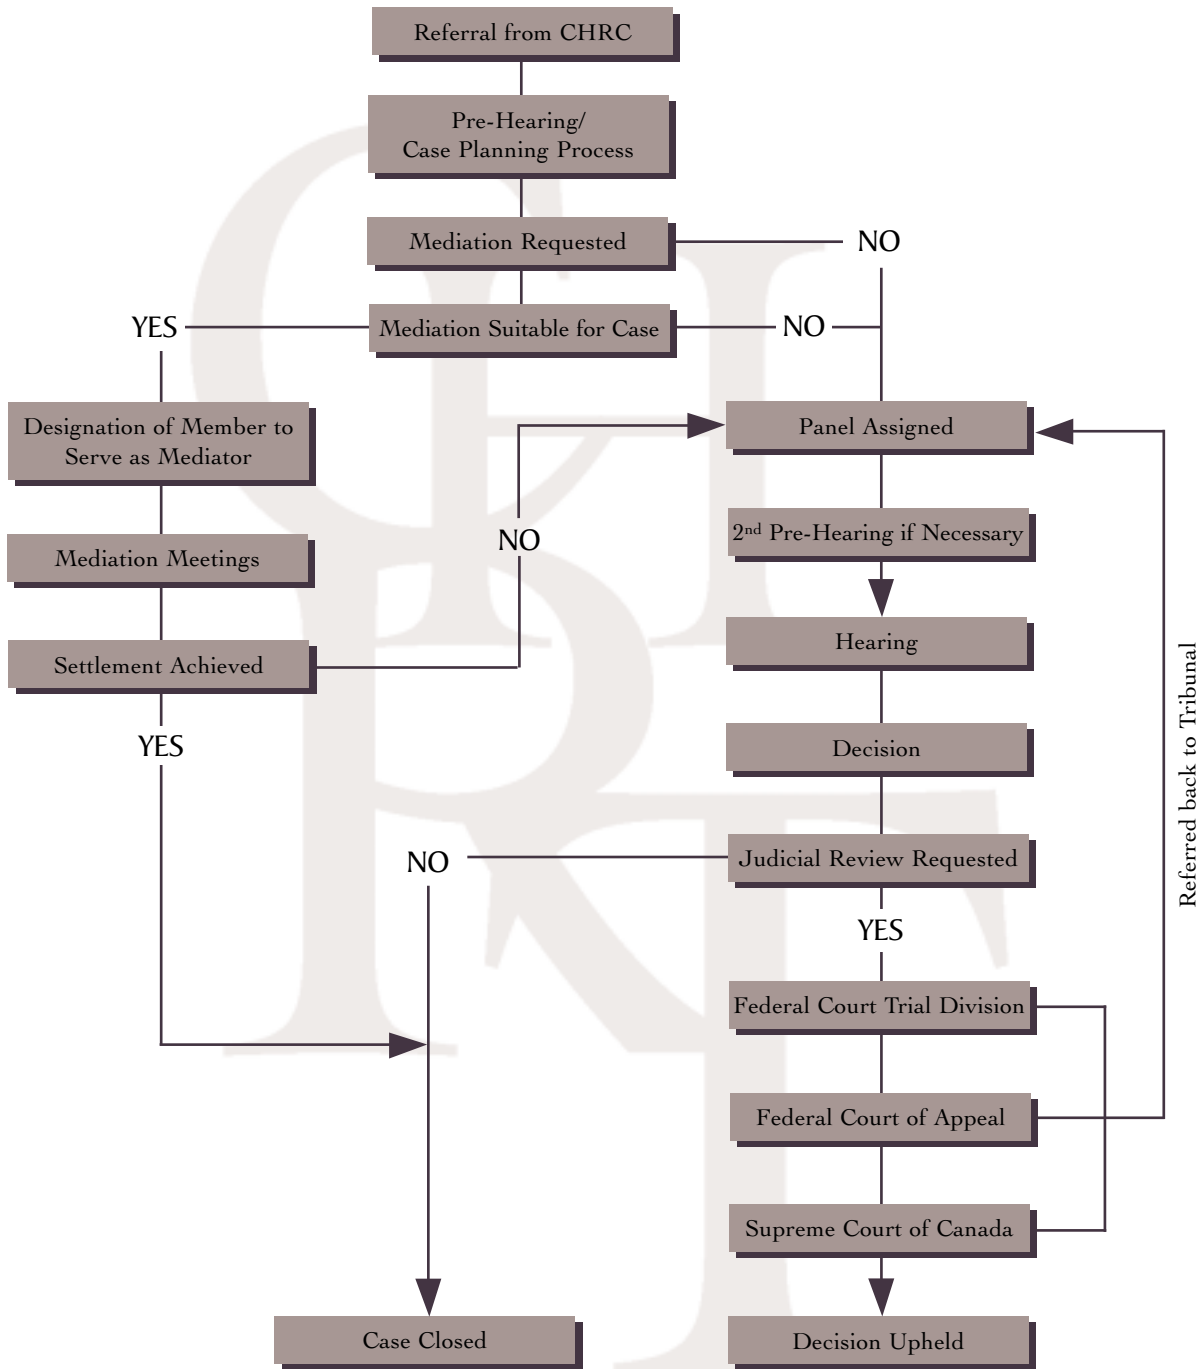 Referral from CHRC
Pre-Hearing/
Case Planning Process
Mediation Requested
NO
YES
Mediation Suitable for Case
NO
Designation of Member to
Serve as Mediator
Panel Assigned
Mediation Meetings
NO
2nd Pre-Hearing if Necessary
Settlement Achieved
Hearing
YES
Decision
Referred back to Tribunal
NO
Judicial Review Requested
YES
Federal Court Trial Division
Federal Court of Appeal
Supreme Court of Canada
Case Closed
Decision Upheld
CH
RT